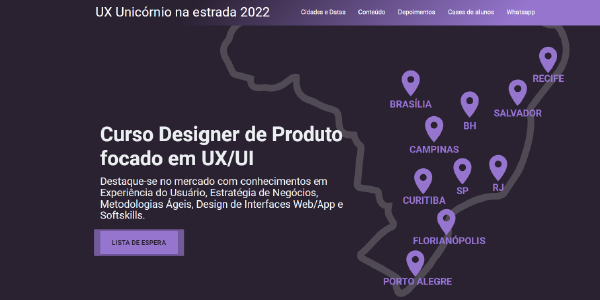 UX Unicórnio na estrada 2022
Cidades e Datas Conteúdo Depoimentos Cases de alunos Whatsapp
RECIFE
BRASÍLIA
SALVADOR
BH
CAMPINAS
Curso Designer de Produto
focado em UX/UI
Destaque-se no mercado com conhecimentos em
Experiência do Usuário, Estratégia de Negócios,
Metodologias Ágeis, Design de Interfaces Web/App e
Softskills.
CURITIBA
SP
RJ
LISTA DE ESPERA
FLORIANÓPOLIS
PORTO ALEGRE